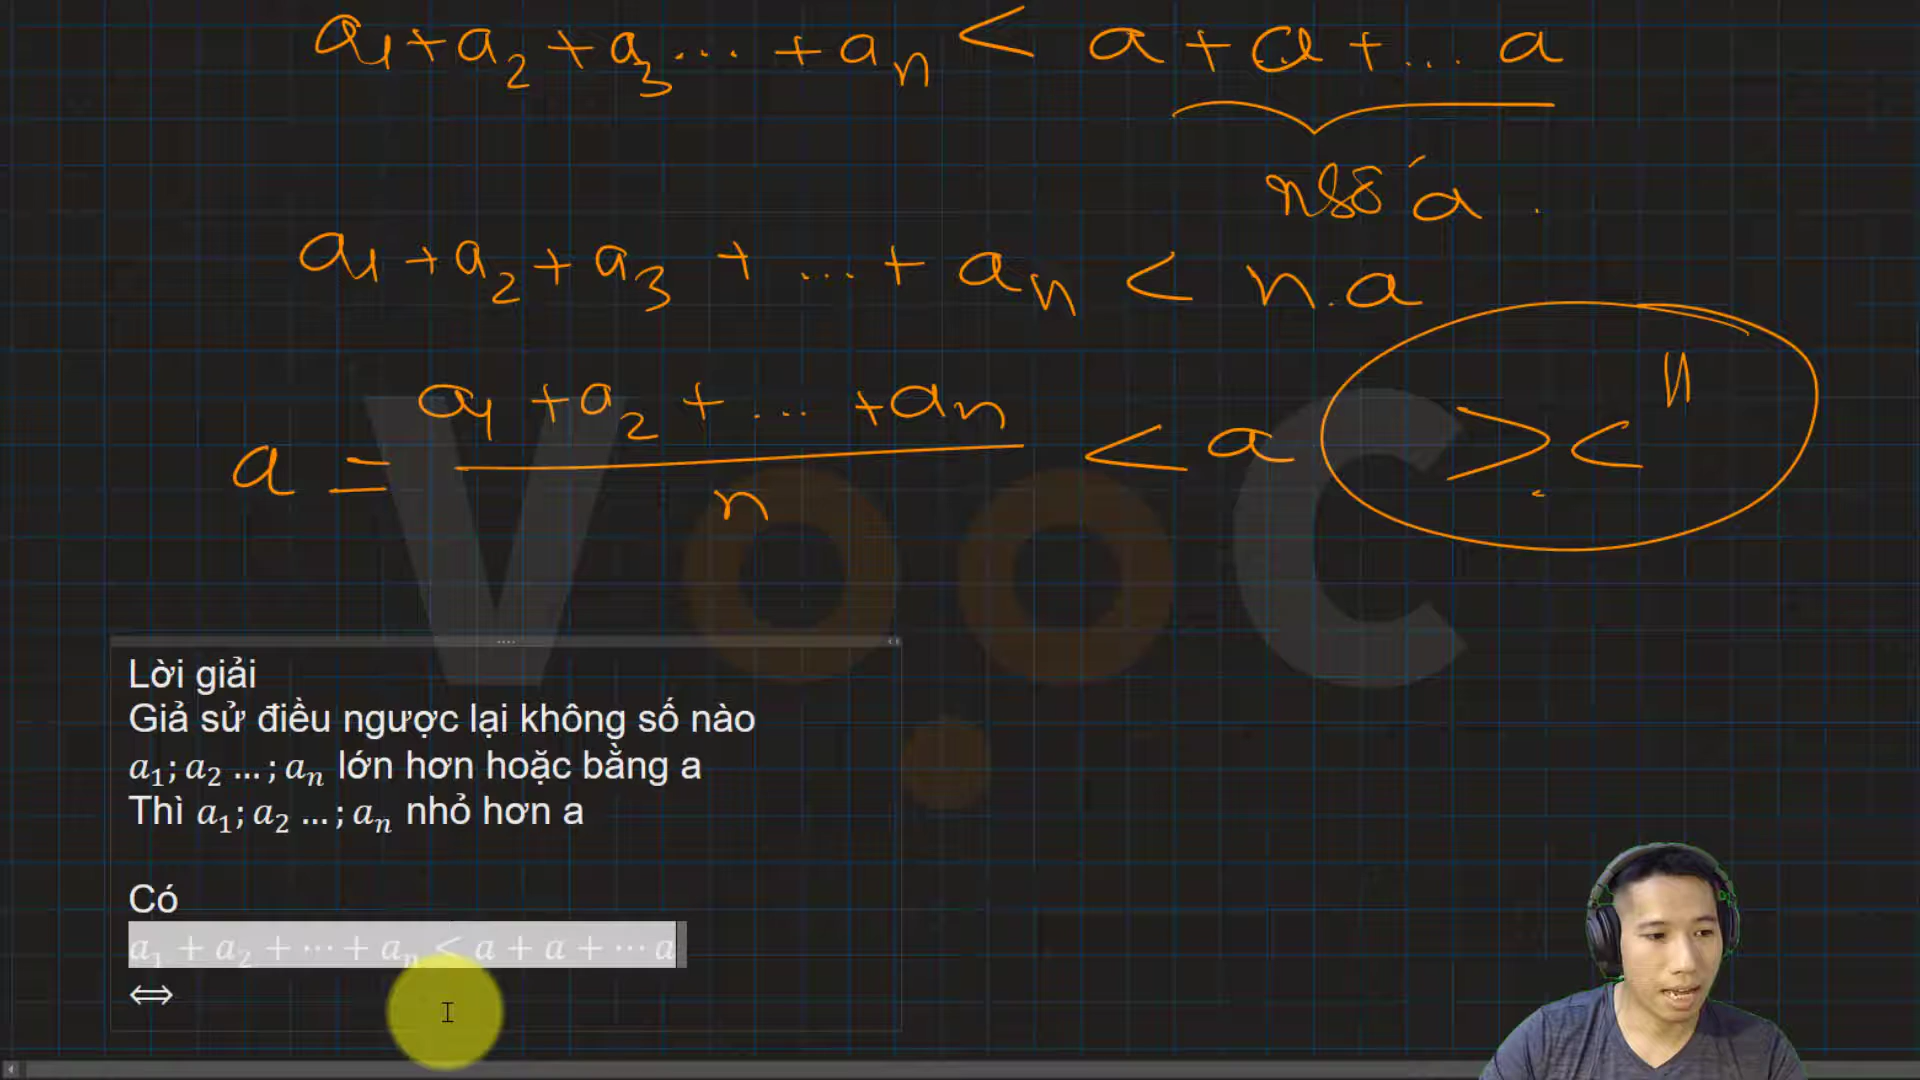 a₁ + a₂ + a₃ ... + aₙ < a + a + ... a
n số a .
a₁ + a₂ + a₃ + ... + aₙ < n.a
a = (a₁ + a₂ + ... + aₙ) / n < a > < ⁿ
VOOC
Lời giải
Giả sử điều ngược lại không số nào
a₁; a₂ ...; aₙ lớn hơn hoặc bằng a
Thì a₁; a₂ ...; aₙ nhỏ hơn a
Có
a₁ + a₂ + ⋯ + aₙ < a + a + ⋯ a
⇔